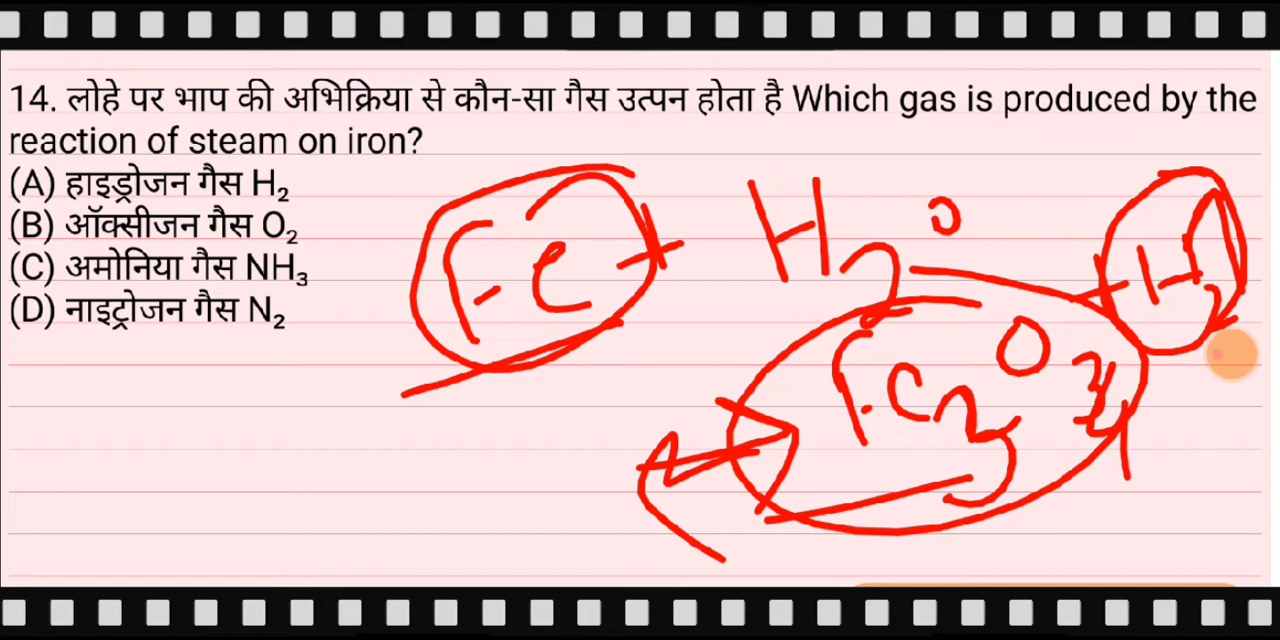 14. लोहे पर भाप की अभिक्रिया से कौन-सा गैस उत्पन होता है Which gas is produced by the
reaction of steam on iron?
(A) हाइड्रोजन गैस H₂
(B) ऑक्सीजन गैस O₂
(C) अमोनिया गैस NH₃
(D) नाइट्रोजन गैस N₂
Fe + H₂O
H₂